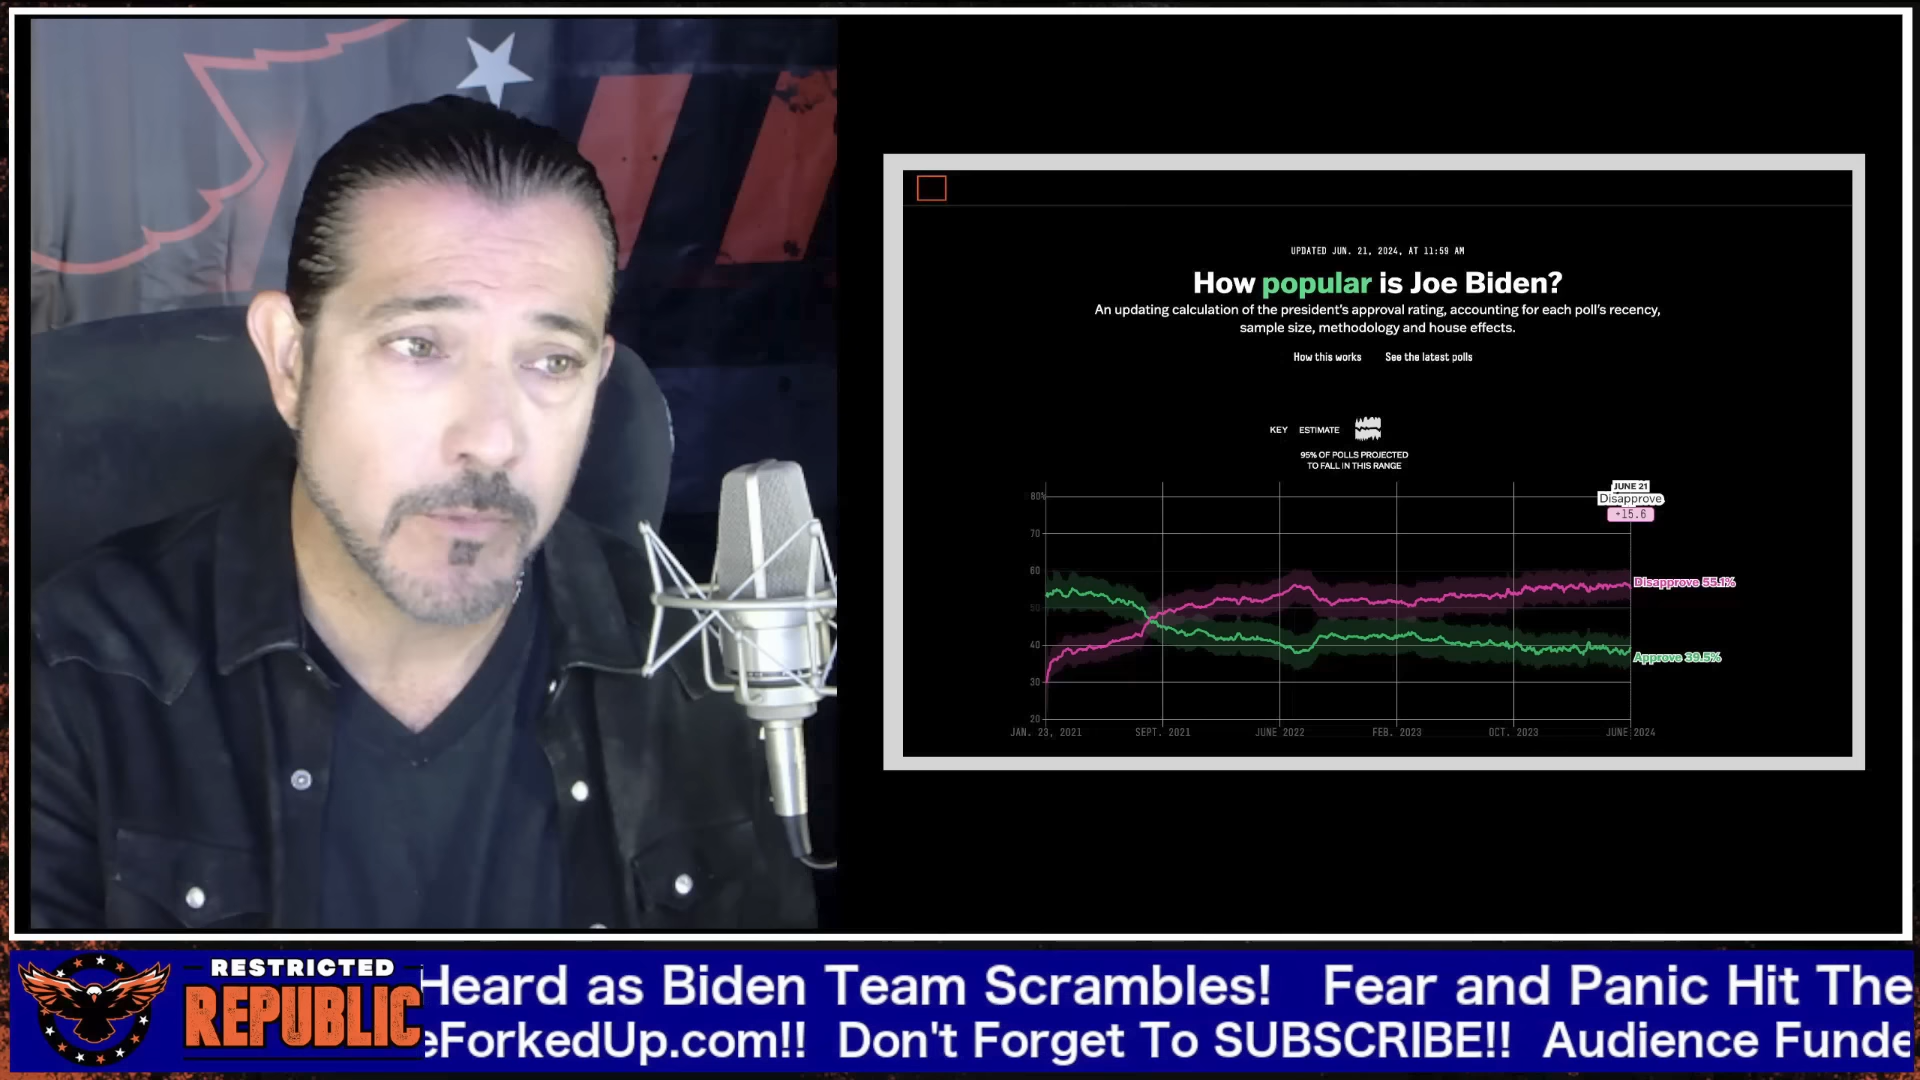 UPDATED JUN. 21, 2024, AT 11:59 AM
How popular is Joe Biden?
An updating calculation of the president's approval rating, accounting for each poll's recency,
sample size, methodology and house effects.
How this works See the latest polls
KEY ESTIMATE
95% OF POLLS PROJECTED
TO FALL IN THIS RANGE
JUNE 21
Disapprove
+15.6
80%
70
60
50
40
30
20
Disapprove 55.1%
Approve 39.5%
JAN. 23, 2021 SEPT. 2021 JUNE 2022 FEB. 2023 OCT. 2023 JUNE 2024
RESTRICTED
REPUBLIC
Heard as Biden Team Scrambles! Fear and Panic Hit The
eForkedUp.com!! Don't Forget To SUBSCRIBE!! Audience Funde